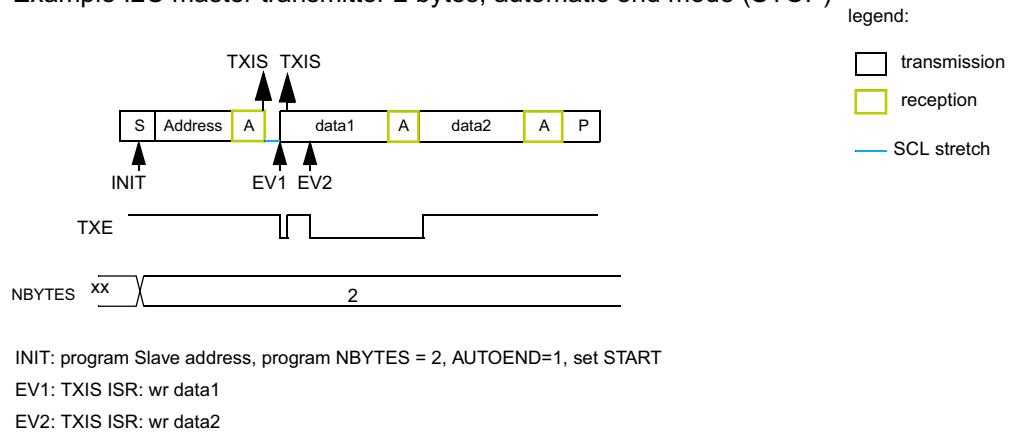 Example I2C master transmitter 2 bytes, automatic end mode (STOP)
legend:
TXIS TXIS
transmission
reception
S Address A data1 A data2 A P
SCL stretch
INIT EV1 EV2
TXE
NBYTES xx 2
INIT: program Slave address, program NBYTES = 2, AUTOEND=1, set START
EV1: TXIS ISR: wr data1
EV2: TXIS ISR: wr data2